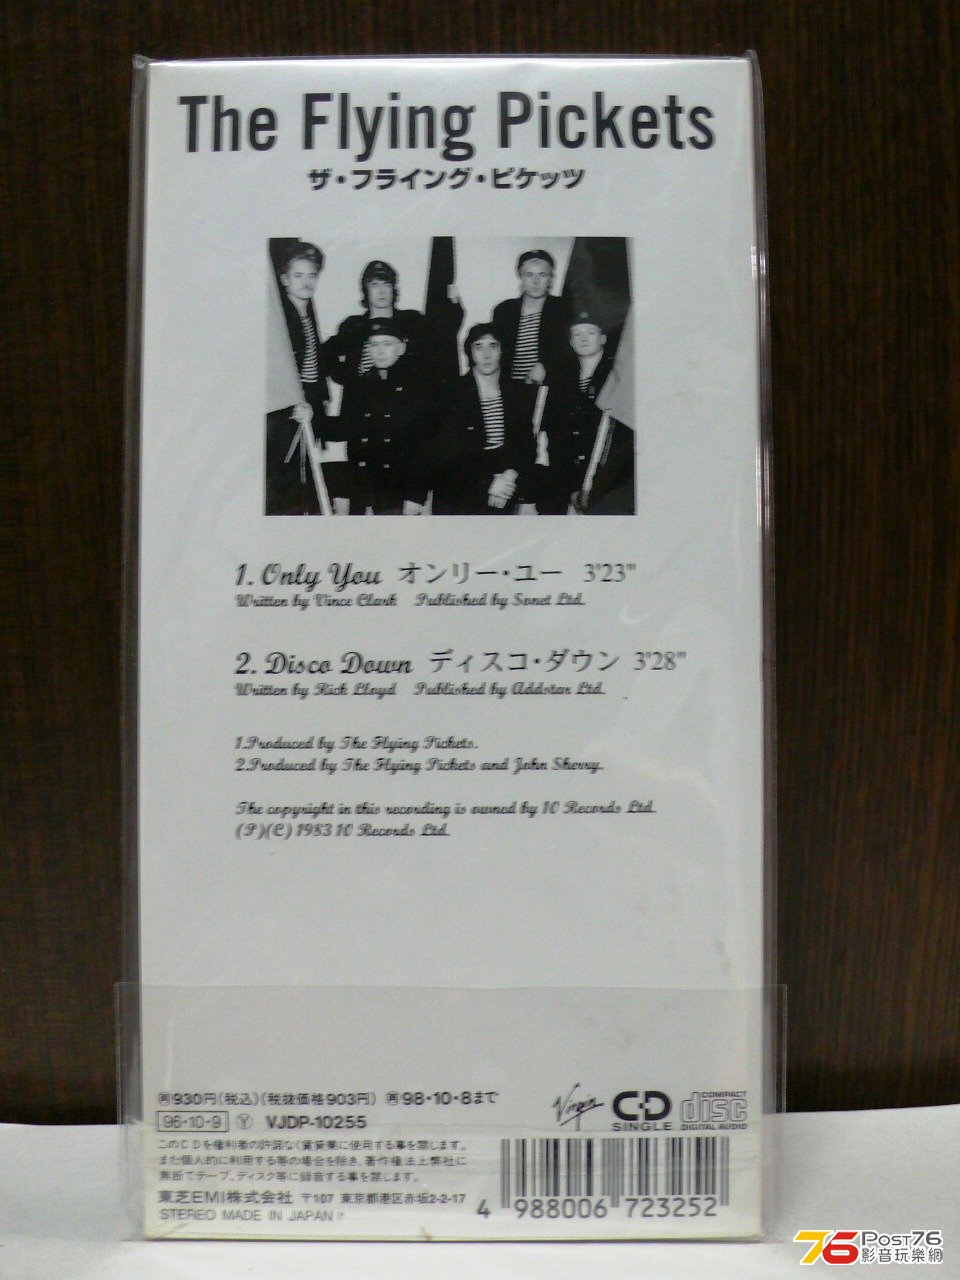 The Flying Pickets
ザ・フライング・ピケッツ
1. Only You オンリー・ユー 3'23"
Written by Vince Clark Published by Sonet Ltd.
2. Disco Down ディスコ・ダウン 3'28"
Written by Rick Lloyd Published by Addstar Ltd.
1.Produced by The Flying Pickets.
2.Produced by The Flying Pickets and John Sherry.
The copyright in this recording is owned by 10 Records Ltd.
(P)(C) 1983 10 Records Ltd.
㊞930円(税込)(税抜価格903円) ㊞98・10・8まで
96・10・9 Ⓨ VJDP-10255
Virgin CD SINGLE COMPACT disc DIGITAL AUDIO
このCDを権利者の許諾なく賃貸業に使用する事を禁じます。
また個人的に利用する等の場合を除き、著作権法上弊社に
無断でテープ、ディスク等に録音する事を禁じます。
東芝EMI株式会社 〒107 東京都港区赤坂2-2-17
STEREO MADE IN JAPAN
4 988006 723252
76 Post76
影音玩樂網